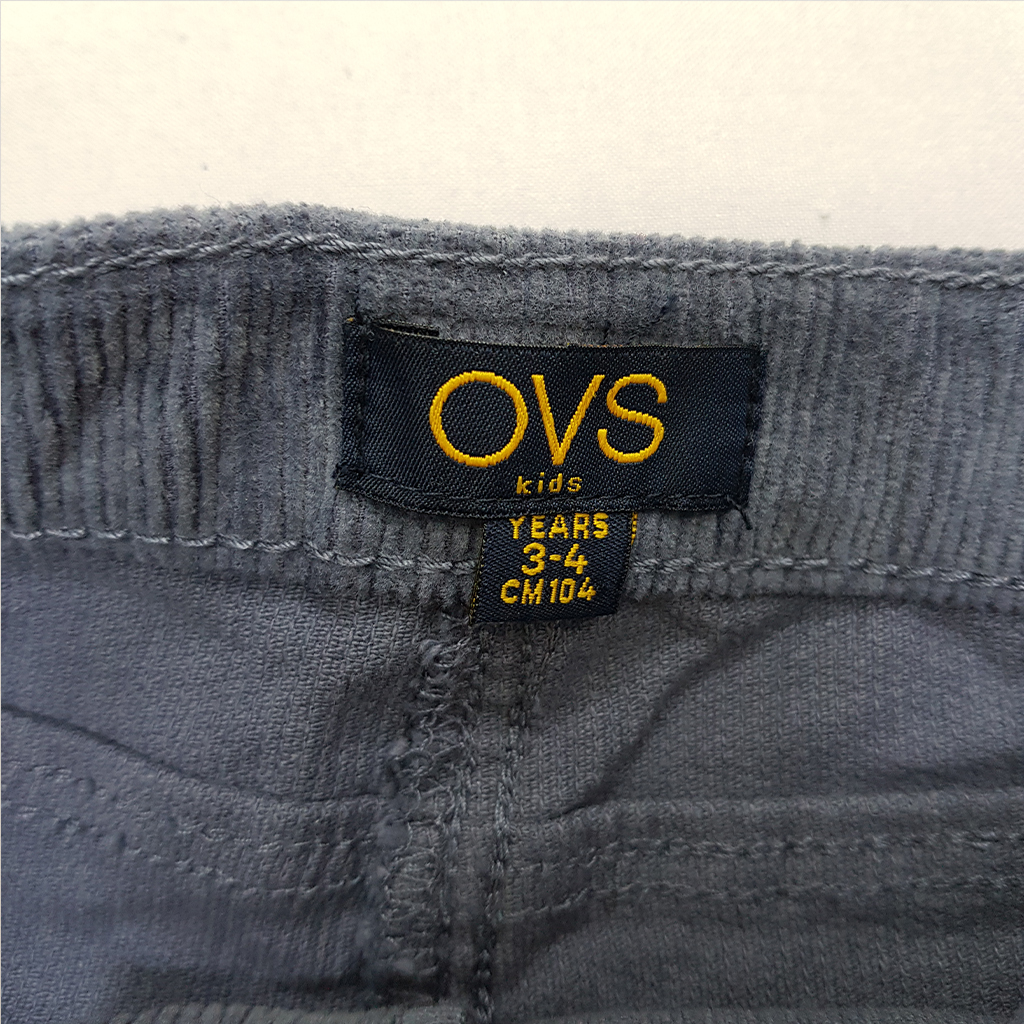 OVS
kids
YEARS
3-4
CM104